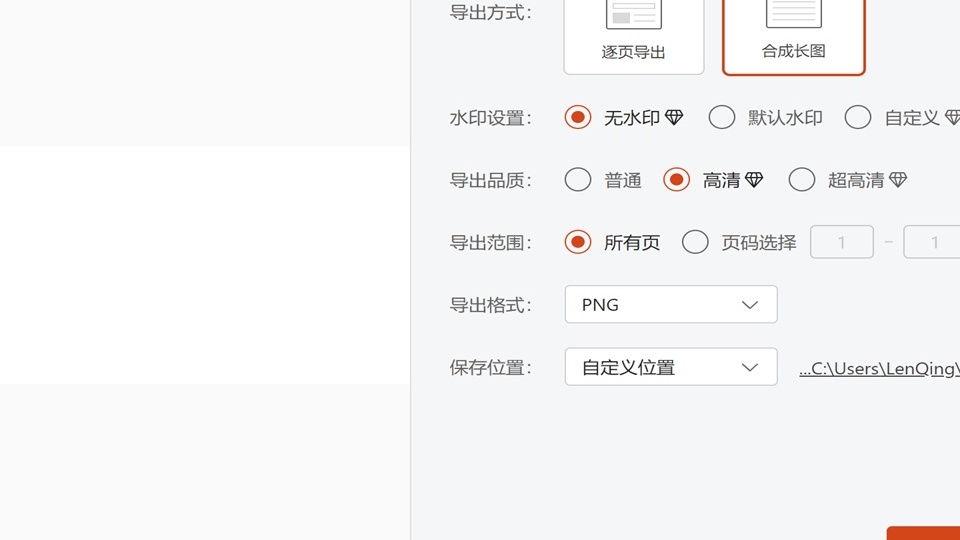 导出方式：
逐页导出 合成长图
水印设置： 无水印 默认水印 自定义
导出品质： 普通 高清 超高清
导出范围： 所有页 页码选择 1 - 1
导出格式： PNG
保存位置： 自定义位置 ...C:\Users\LenQing\